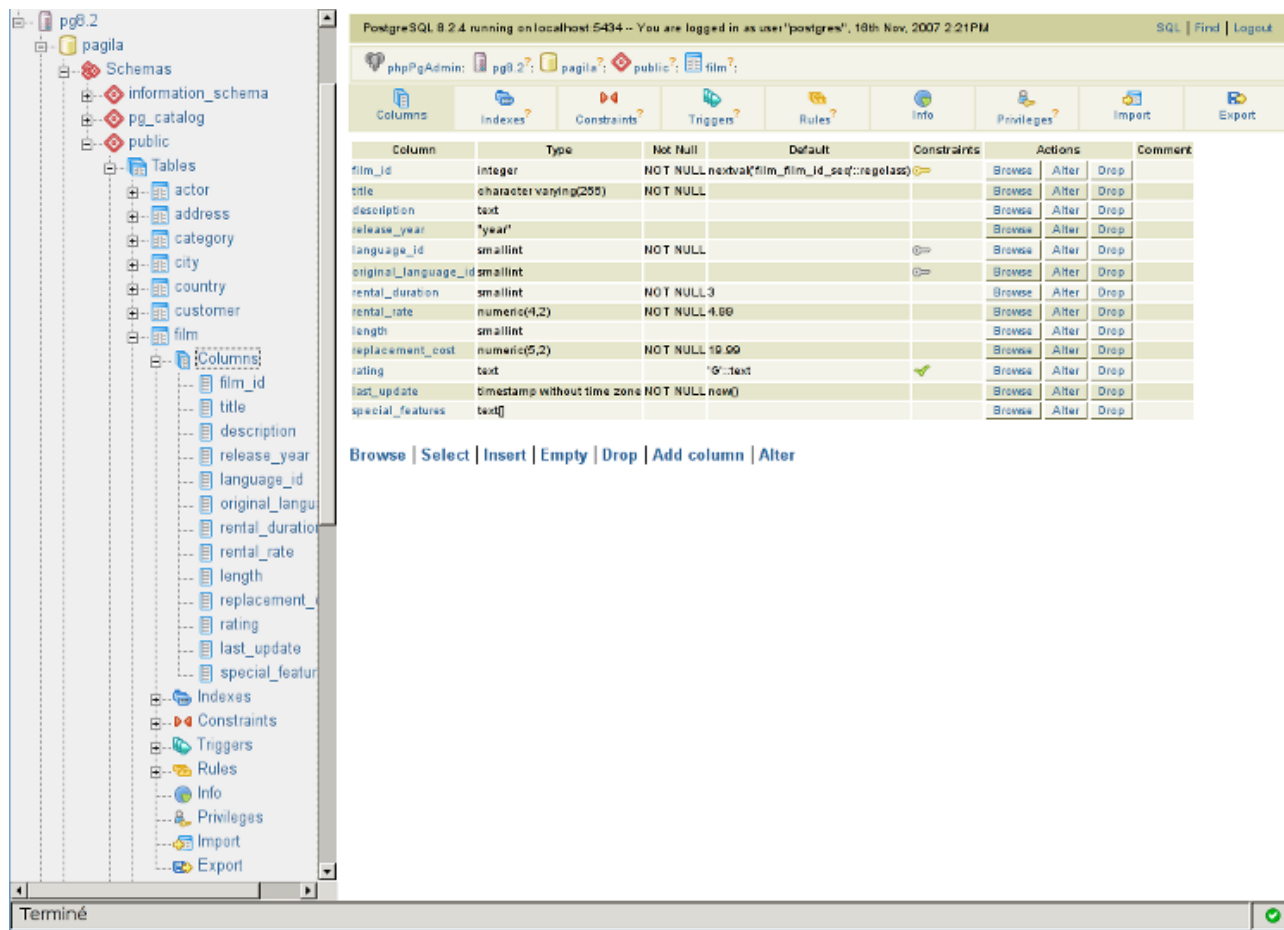 pg8.2
pagila
Schemas
information_schema
pg_catalog
public
Tables
actor
address
category
city
country
customer
film
Columns
film_id
title
description
release_year
language_id
original_langu
rental_duration
rental_rate
length
replacement_
rating
last_update
special_featur
Indexes
Constraints
Triggers
Rules
Info
Privileges
Import
Export
PostgreSQL 8.2.4 running on localhost:5434 -- You are logged in as user "postgres", 16th Nov, 2007 2:21PM SQL | Find | Logout
phpPgAdmin: pg8.2?: pagila?: public?: film?:
Columns Indexes? Constraints? Triggers? Rules? Info Privileges? Import Export
Column Type Not Null Default Constraints Actions Comment
film_id integer NOT NULL nextval('film_film_id_seq'::regclass) Browse Alter Drop
title character varying(255) NOT NULL Browse Alter Drop
description text Browse Alter Drop
release_year "year" Browse Alter Drop
language_id smallint NOT NULL Browse Alter Drop
original_language_id smallint Browse Alter Drop
rental_duration smallint NOT NULL 3 Browse Alter Drop
rental_rate numeric(4,2) NOT NULL 4.99 Browse Alter Drop
length smallint Browse Alter Drop
replacement_cost numeric(5,2) NOT NULL 19.99 Browse Alter Drop
rating text 'G'::text Browse Alter Drop
last_update timestamp without time zone NOT NULL now() Browse Alter Drop
special_features text[] Browse Alter Drop
Browse | Select | Insert | Empty | Drop | Add column | Alter
Terminé